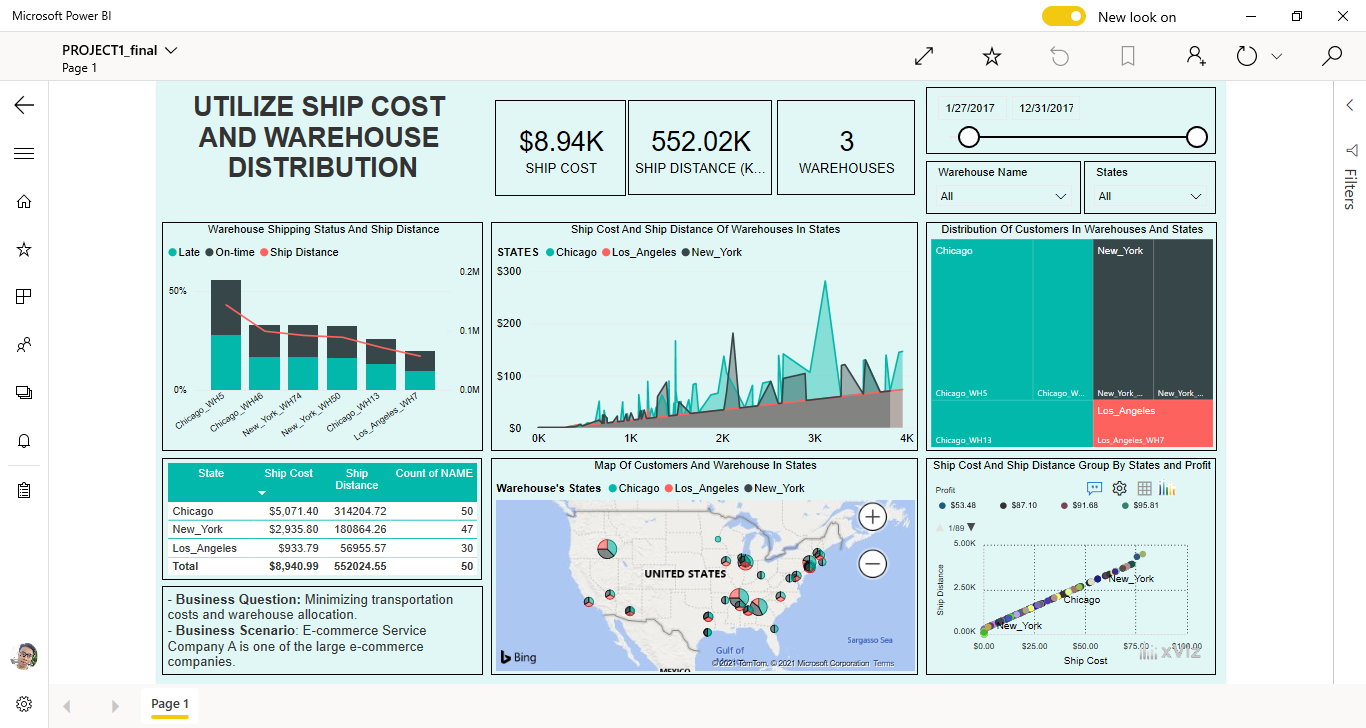 Microsoft Power BI
New look on
PROJECT1_final
Page 1
UTILIZE SHIP COST
AND WAREHOUSE
DISTRIBUTION
$8.94K
SHIP COST
552.02K
SHIP DISTANCE (K...
3
WAREHOUSES
1/27/2017 12/31/2017
Warehouse Name
All
States
All
Filters
Warehouse Shipping Status And Ship Distance
Late On-time Ship Distance
50%
0%
0.2M
0.1M
0.0M
Chicago_WH5
Chicago_WH46
New_York_WH74
New_York_WH50
Chicago_WH13
Los_Angeles_WH7
Ship Cost And Ship Distance Of Warehouses In States
STATES Chicago Los_Angeles New_York
$300
$200
$100
$0
0K 1K 2K 3K 4K
Distribution Of Customers In Warehouses And States
Chicago
Chicago_WH5
Chicago_W...
Chicago_WH13
New_York
New_York_...
New_York_...
Los_Angeles
Los_Angeles_WH7
State Ship Cost Ship Distance Count of NAME
Chicago $5,071.40 314204.72 50
New_York $2,935.80 180864.26 47
Los_Angeles $933.79 56955.57 30
Total $8,940.99 552024.55 50
- Business Question: Minimizing transportation
costs and warehouse allocation.
- Business Scenario: E-commerce Service
Company A is one of the large e-commerce
companies.
Map Of Customers And Warehouse In States
Warehouse's States Chicago Los_Angeles New_York
UNITED STATES
Sargasso Sea
Gulf of
MEXICO
Bing
© 2021 TomTom, © 2021 Microsoft Corporation Terms
Ship Cost And Ship Distance Group By States and Profit
Profit
$53.48 $87.10 $91.68 $95.81
1/89
Ship Distance
5.00K
2.50K
0.00K
New_York
Chicago
New_York
$0.00 $25.00 $50.00 $75.00 $100.00
Ship Cost
xviz
Page 1